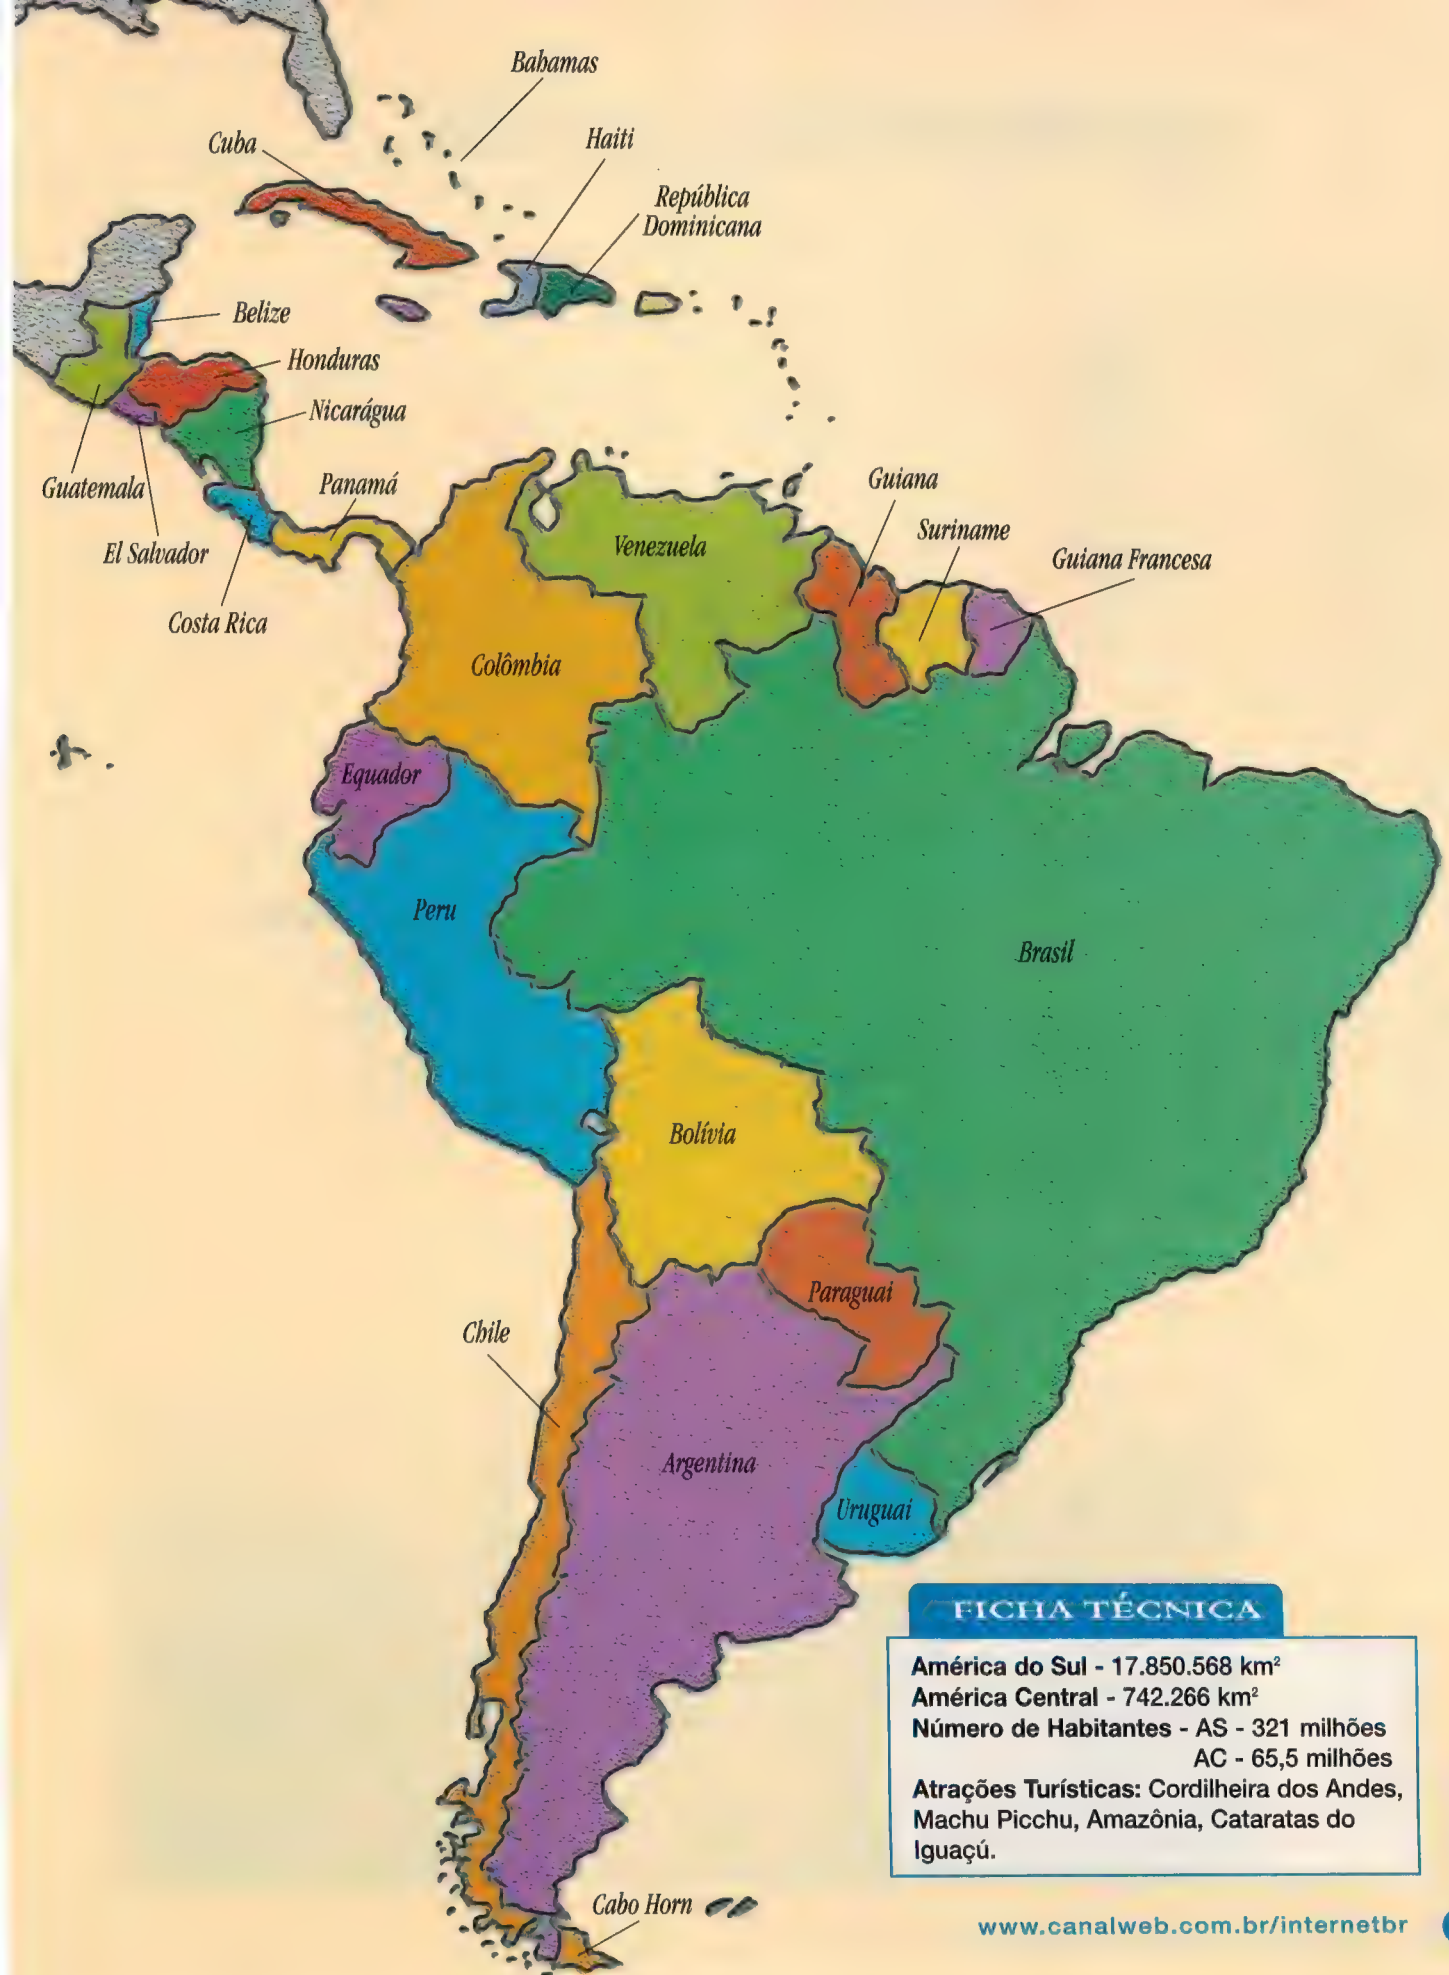 Bahamas
Cuba
Haiti
República
Dominicana
Belize
Honduras
Nicarágua
Guatemala
Panamá
El Salvador
Costa Rica
Guiana
Suriname
Guiana Francesa
Venezuela
Colômbia
Equador
Peru
Brasil
Bolívia
Paraguai
Chile
Argentina
Uruguai
Cabo Horn
FICHA TÉCNICA
América do Sul - 17.850.568 km²
América Central - 742.266 km²
Número de Habitantes - AS - 321 milhões
AC - 65,5 milhões
Atrações Turísticas: Cordilheira dos Andes,
Machu Picchu, Amazônia, Cataratas do
Iguaçú.
www.canalweb.com.br/internetbr